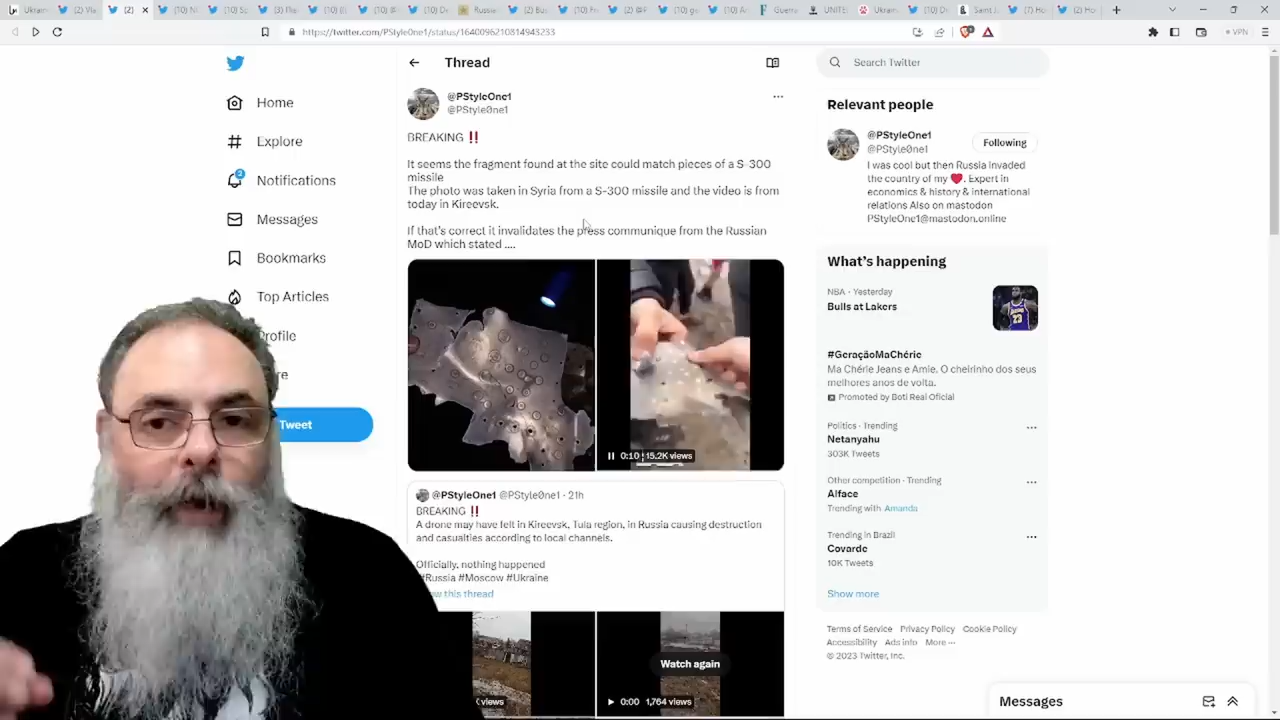 https://twitter.com/PStyle0ne1/status/1640096210814943233
VPN
Home
Explore
2
Notifications
Messages
Bookmarks
Top Articles
Profile
Tweet
Thread
@PStyleOne1
@PStyle0ne1
BREAKING ‼️
It seems the fragment found at the site could match pieces of a S-300
missile
The photo was taken in Syria from a S-300 missile and the video is from
today in Kireevsk.
If that's correct it invalidates the press communique from the Russian
MoD which stated ....
0:10
15.2K views
@PStyleOne1 @PStyle0ne1 · 21h
BREAKING ‼️
A drone may have felt in Kireevsk, Tula region, in Russia causing destruction
and casualties according to local channels.
Officially, nothing happened
#Russia #Moscow #Ukraine
this thread
views
Watch again
0:00 1,764 views
Search Twitter
Relevant people
@PStyleOne1
@PStyle0ne1
Following
I was cool but then Russia invaded
the country of my ❤️. Expert in
economics & history & international
relations Also on mastodon
PStyleOne1@mastodon.online
What's happening
NBA · Yesterday
Bulls at Lakers
#GeraçãoMaChérie
Ma Chérie Jeans e Amie. O cheirinho dos seus
melhores anos de volta.
Promoted by Boti Real Oficial
Politics · Trending
Netanyahu
303K Tweets
Other competition · Trending
Alface
Trending with Amanda
Trending in Brazil
Covarde
10K Tweets
Show more
Terms of Service Privacy Policy Cookie Policy
Accessibility Ads info More ···
© 2023 Twitter, Inc.
Messages